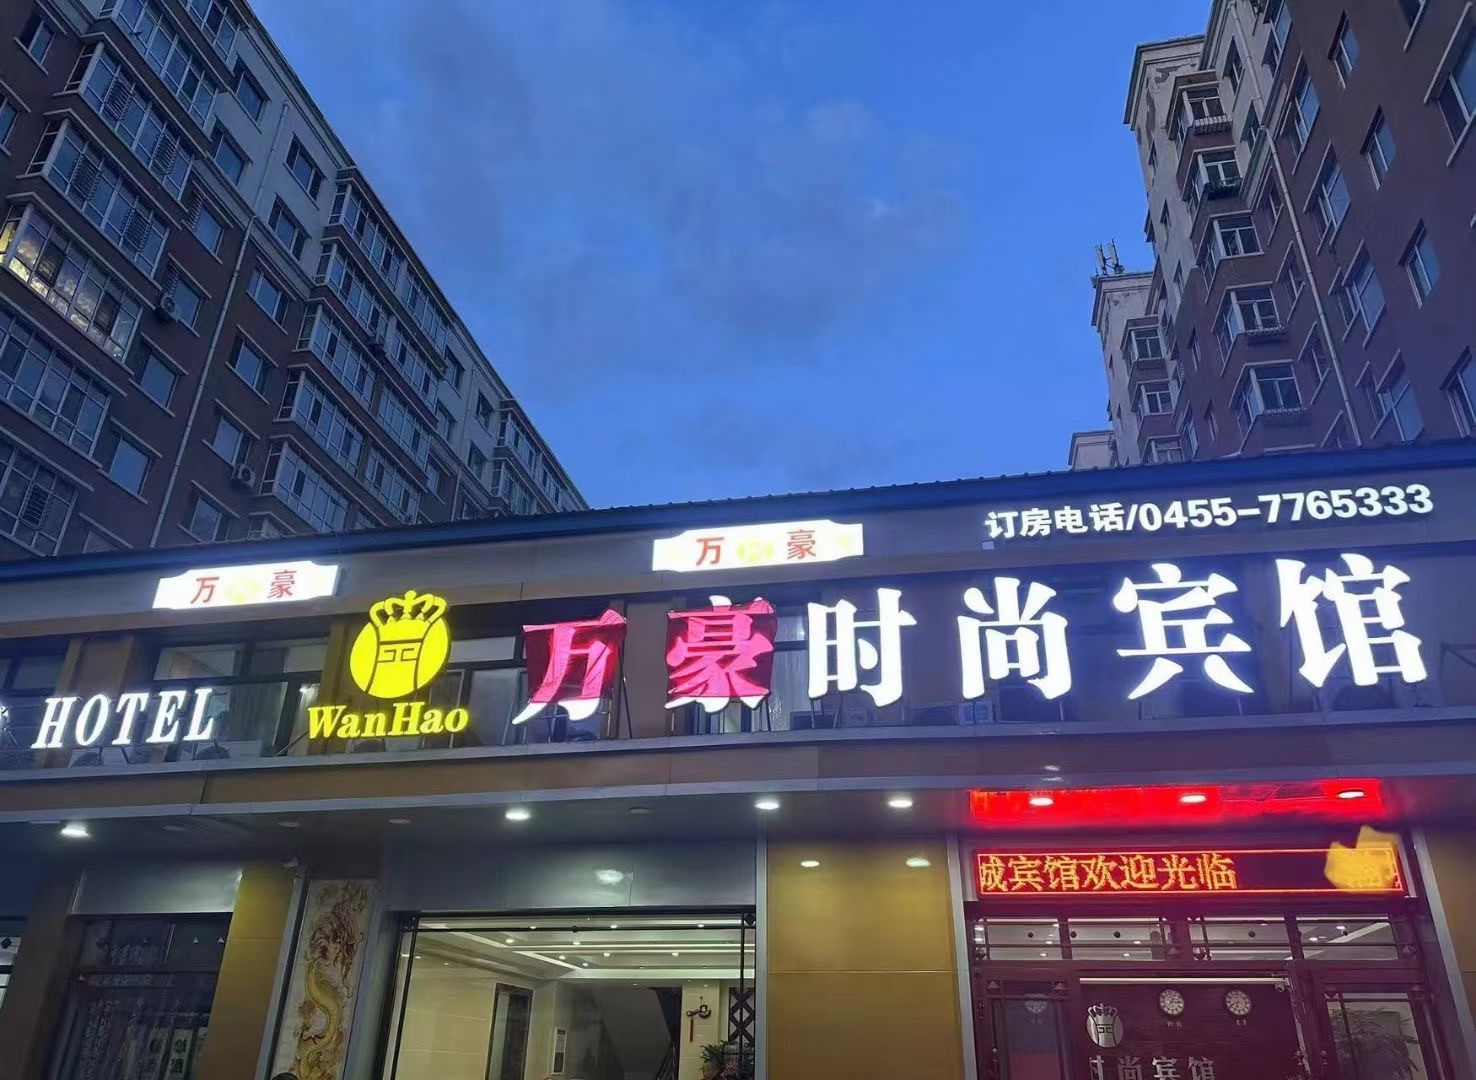 订房电话/0455-7765333
万豪
万豪
HOTEL
WanHao
万豪时尚宾馆
成宾馆欢迎光临
时尚宾馆